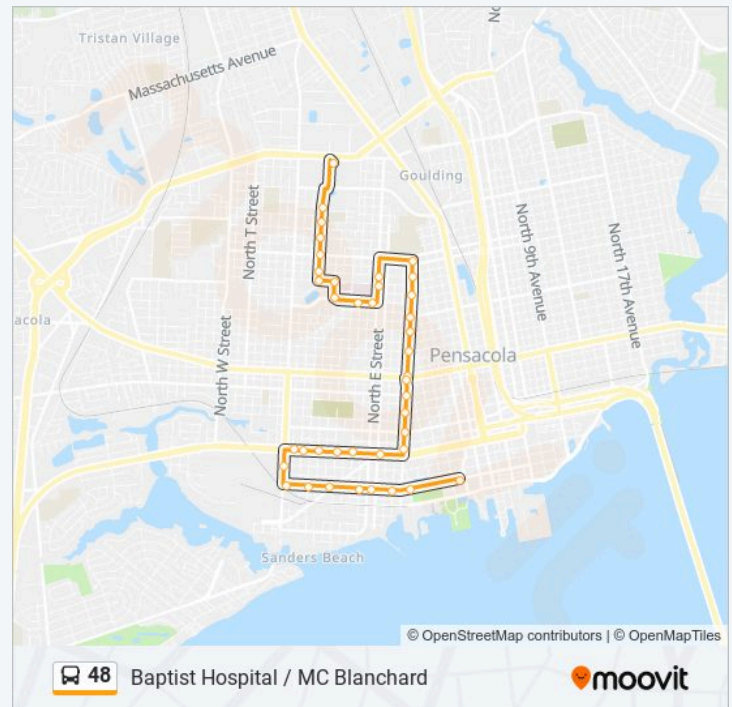 Tristan Village
Massachusetts Avenue
No
Goulding
North T Street
North 9th Avenue
North 17th Avenue
acola
North W Street
North E Street
Pensacola
Sanders Beach
© OpenStreetMap contributors | © OpenMapTiles
48 Baptist Hospital / MC Blanchard
moovit